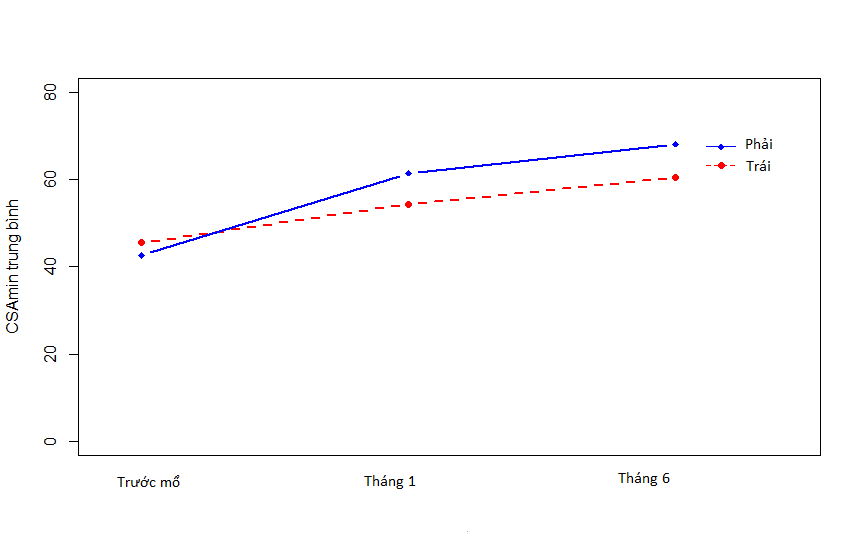 80
60
40
20
0
CSAmin trung bình
Phải
Trái
Trước mổ
Tháng 1
Tháng 6